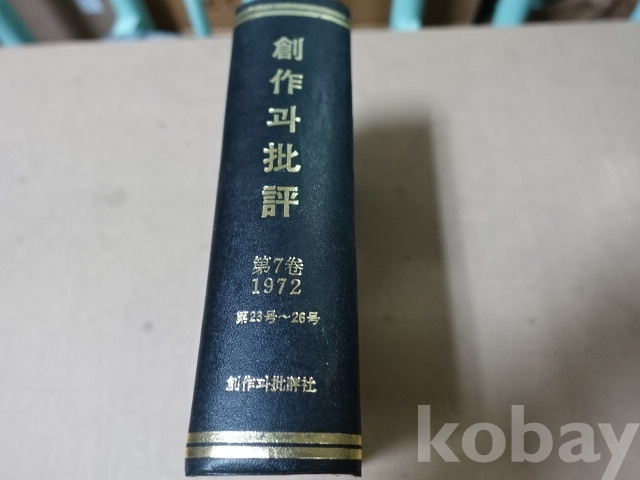 創作과批評
第7卷
1972
第23号~26号
創作과批評社
kobay